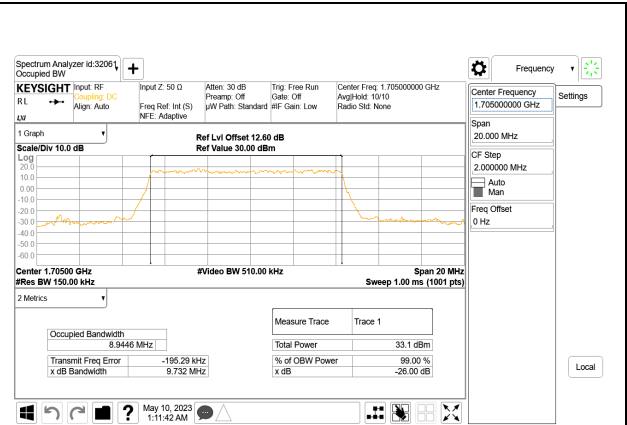 Spectrum Analyzer id:32061
Occupied BW
Frequency
KEYSIGHT
Input: RF
Coupling: DC
Align: Auto
Input Z: 50 Ω
Freq Ref: Int (S)
NFE: Adaptive
Atten: 30 dB
Preamp: Off
µW Path: Standard
Trig: Free Run
Gate: Off
#IF Gain: Low
Center Freq: 1.705000000 GHz
Avg|Hold: 10/10
Radio Std: None
R L
LXI
Center Frequency
1.705000000 GHz
Settings
Span
20.000 MHz
CF Step
2.000000 MHz
Auto
Man
Freq Offset
0 Hz
Local
1 Graph
Scale/Div 10.0 dB
Ref Lvl Offset 12.60 dB
Ref Value 30.00 dBm
Log
20.0
10.0
0.00
-10.0
-20.0
-30.0
-40.0
-50.0
-60.0
Center 1.70500 GHz
#Video BW 510.00 kHz
Span 20 MHz
#Res BW 150.00 kHz
Sweep 1.00 ms (1001 pts)
2 Metrics
Occupied Bandwidth
8.9446 MHz
Transmit Freq Error
-195.29 kHz
x dB Bandwidth
9.732 MHz
Measure Trace
Trace 1
Total Power
33.1 dBm
% of OBW Power
99.00 %
x dB
-26.00 dB
May 10, 2023
1:11:42 AM